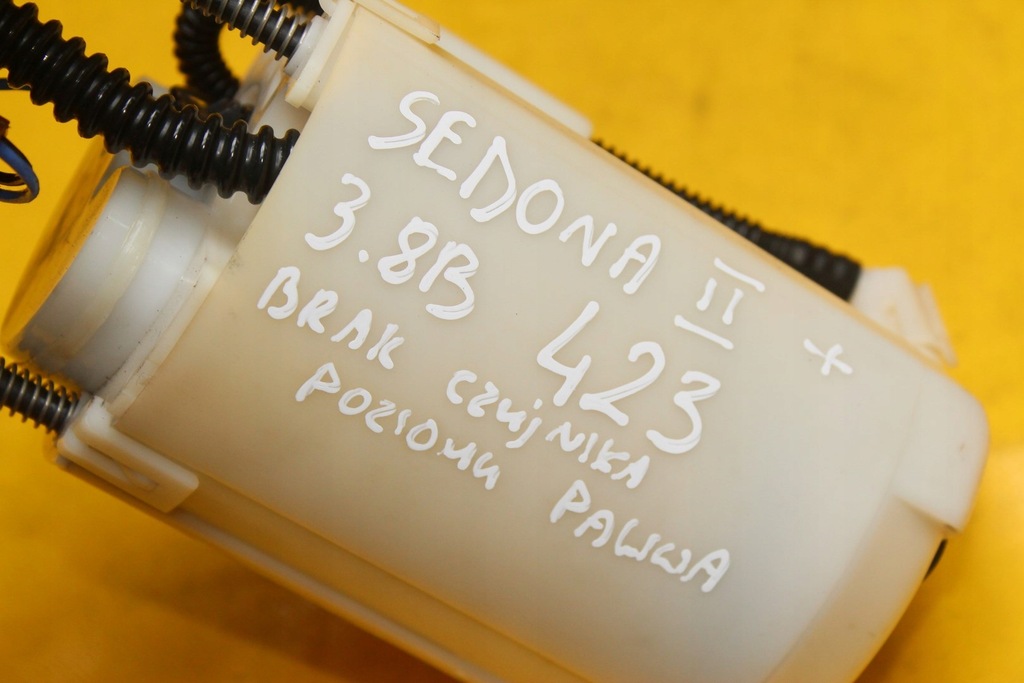 SEDONA II +
3.8B 423
BRAK CZUJNIKA
POZIOMU PALIWA